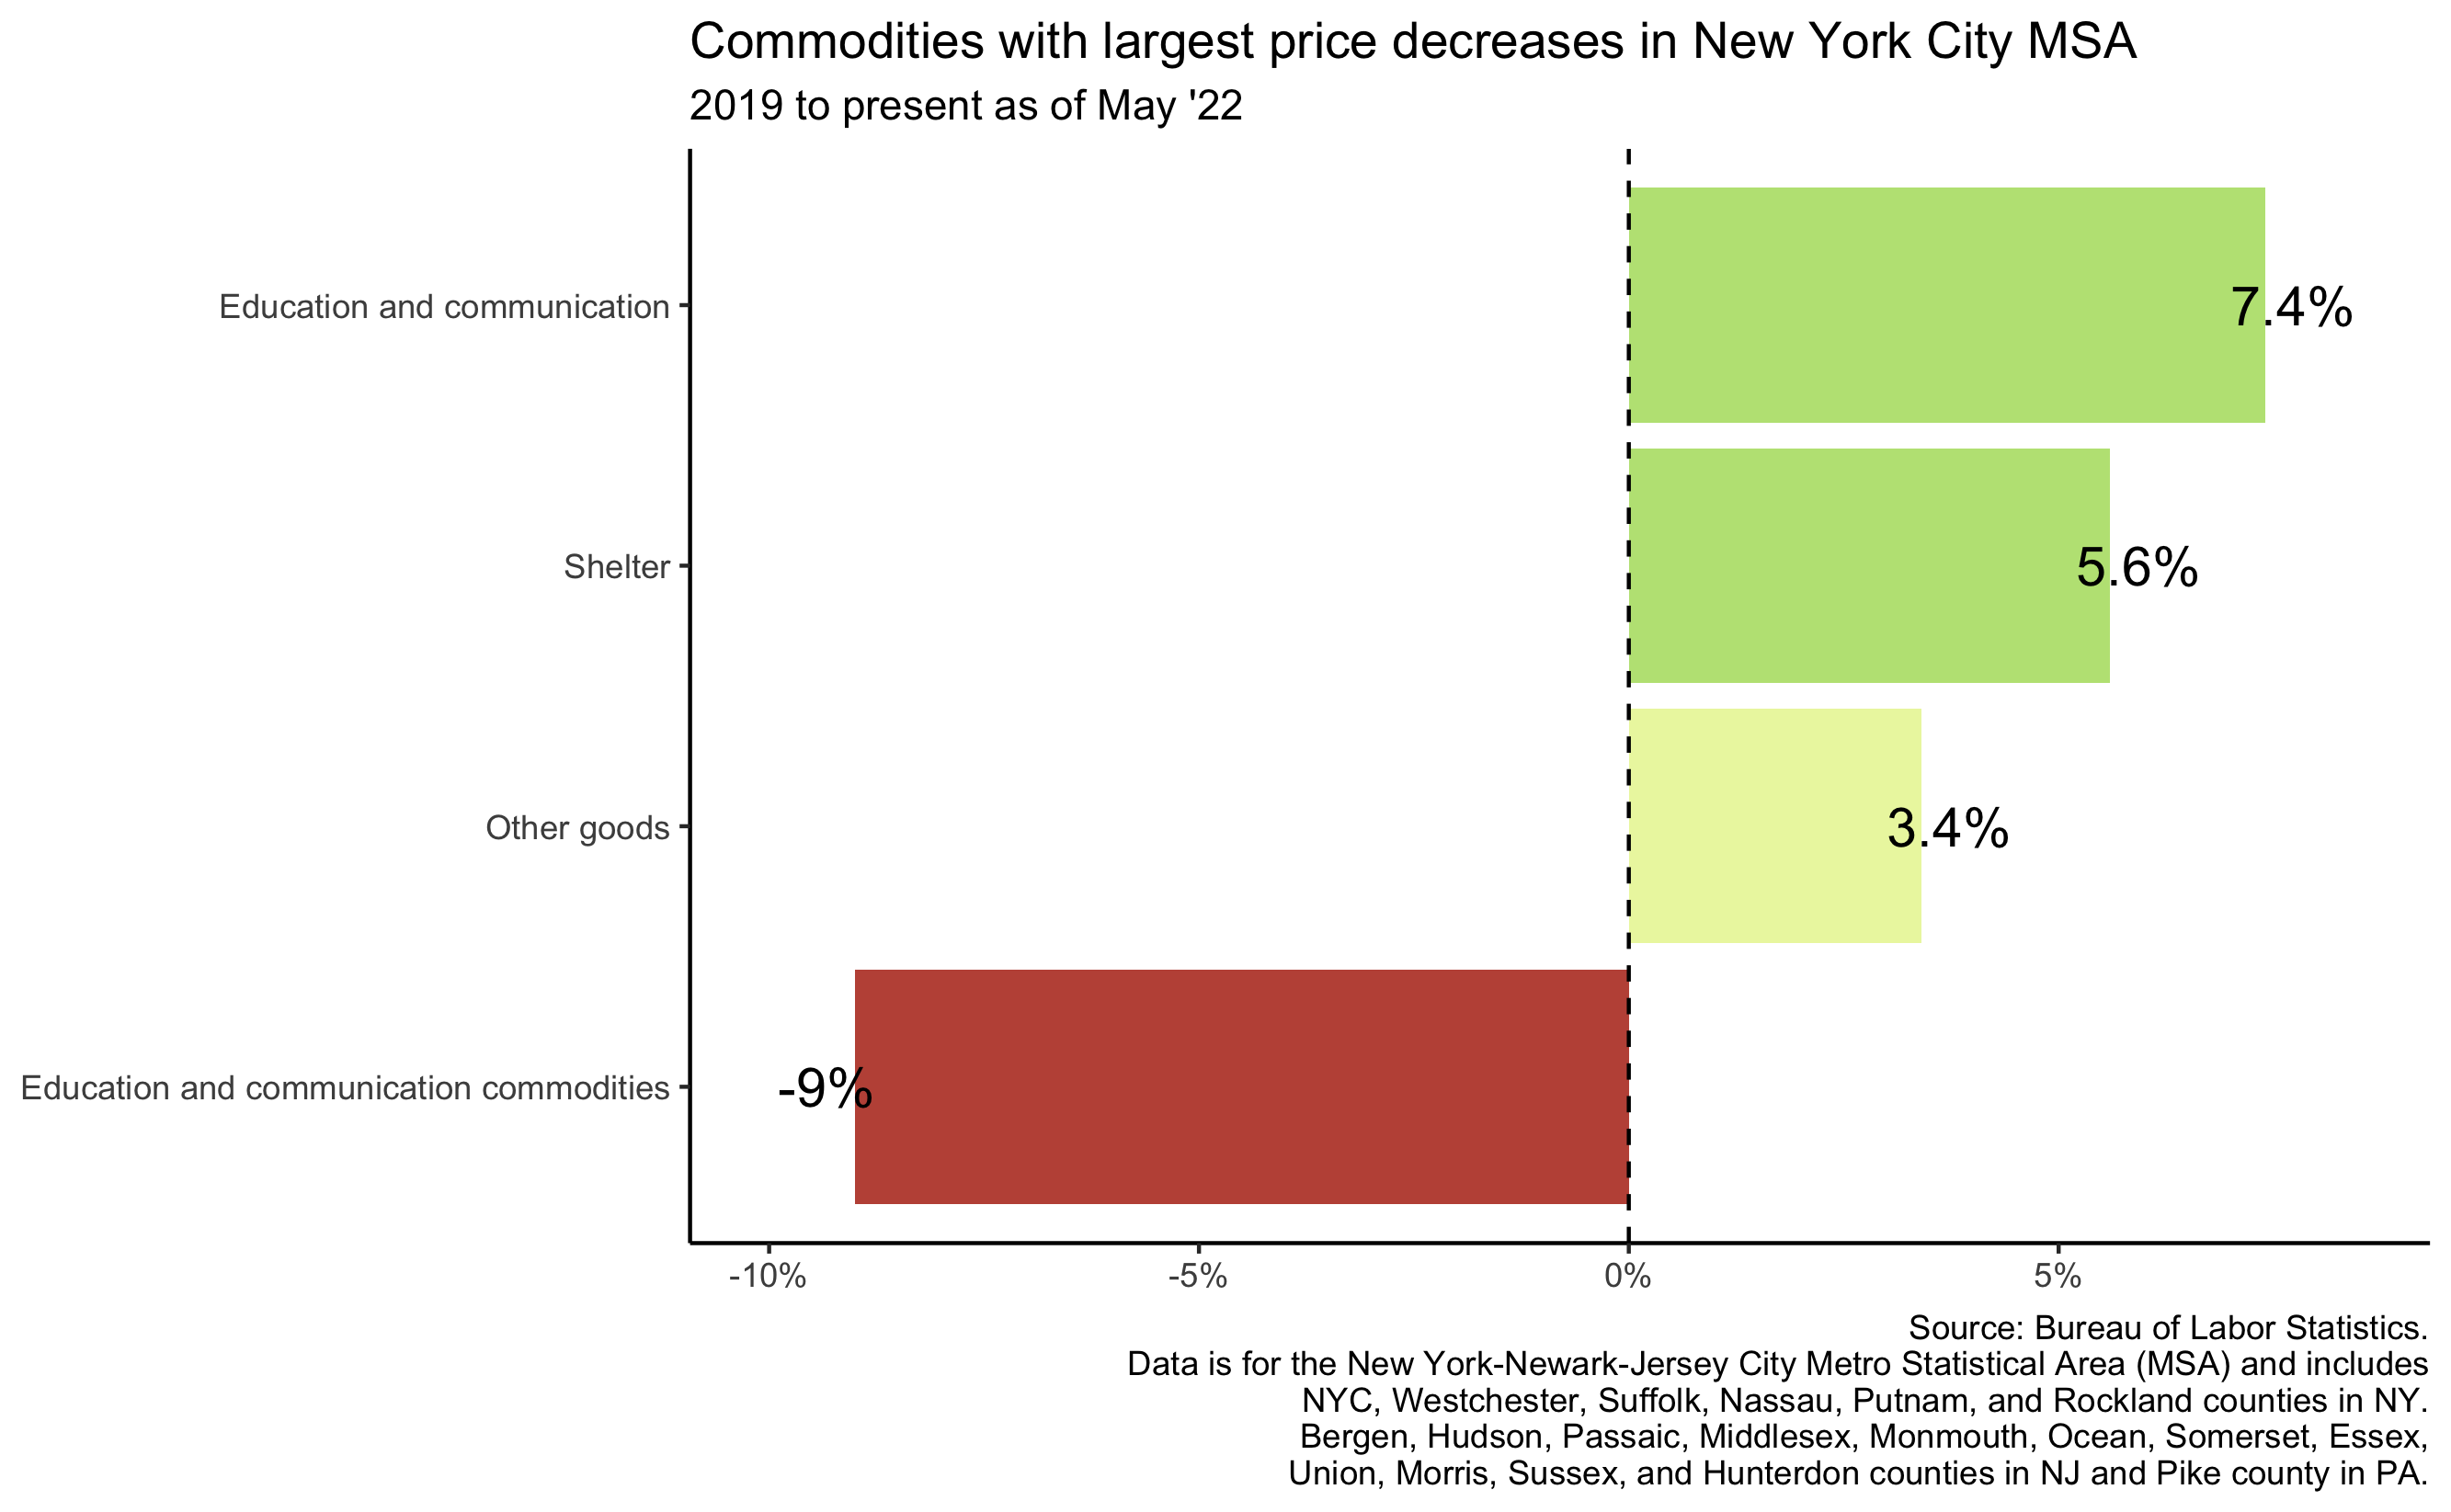 Commodities with largest price decreases in New York City MSA
2019 to present as of May '22
Education and communication
7.4%
Shelter
5.6%
Other goods
3.4%
Education and communication commodities
-9%
-10%
-5%
0%
5%
Source: Bureau of Labor Statistics.
Data is for the New York-Newark-Jersey City Metro Statistical Area (MSA) and includes
NYC, Westchester, Suffolk, Nassau, Putnam, and Rockland counties in NY.
Bergen, Hudson, Passaic, Middlesex, Monmouth, Ocean, Somerset, Essex,
Union, Morris, Sussex, and Hunterdon counties in NJ and Pike county in PA.